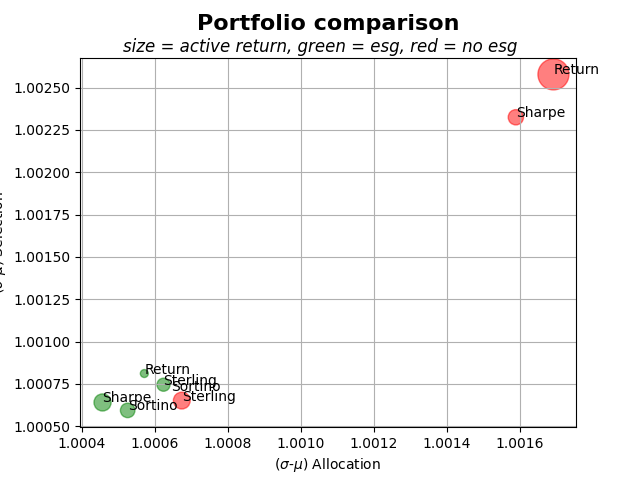 Portfolio comparison
size = active return, green = esg, red = no esg
Return
Sharpe
Return
Sterling
Sortino
Sterling
Sharpe
Sortino
1.00250
1.00225
1.00200
1.00175
1.00150
1.00125
1.00100
1.00075
1.00050
1.0004 1.0006 1.0008 1.0010 1.0012 1.0014 1.0016
(σ-μ) Allocation